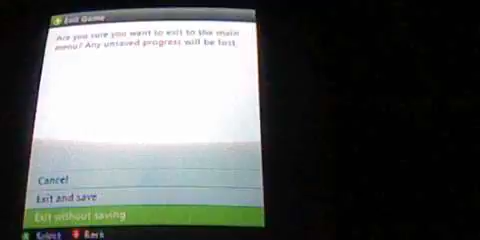 Exit Game
Are you sure you want to exit to the main
menu? Any unsaved progress will be lost.
Cancel
Exit and save
Exit without saving
Select Back